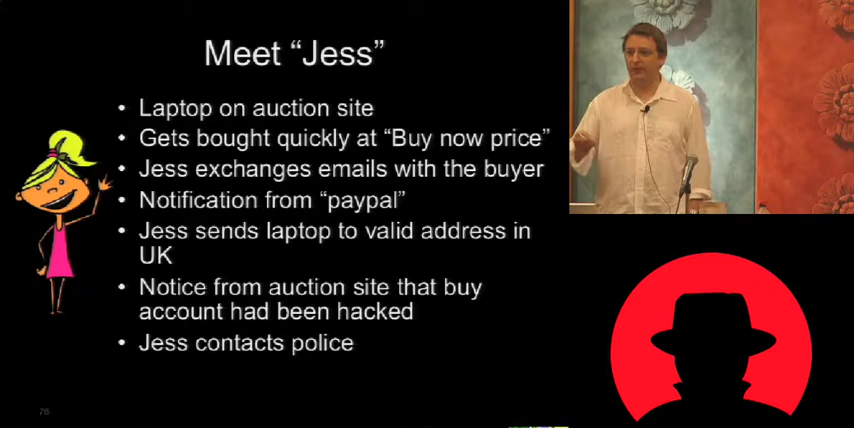 Meet “Jess”
• Laptop on auction site
• Gets bought quickly at “Buy now price”
• Jess exchanges emails with the buyer
• Notification from “paypal”
• Jess sends laptop to valid address in
UK
• Notice from auction site that buy
account had been hacked
• Jess contacts police
76